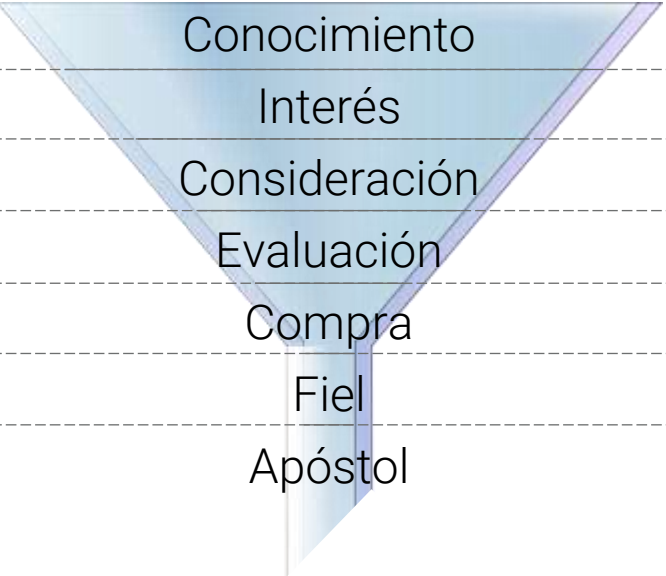 Conocimiento
Interés
Consideración
Evaluación
Compra
Fiel
Apóstol